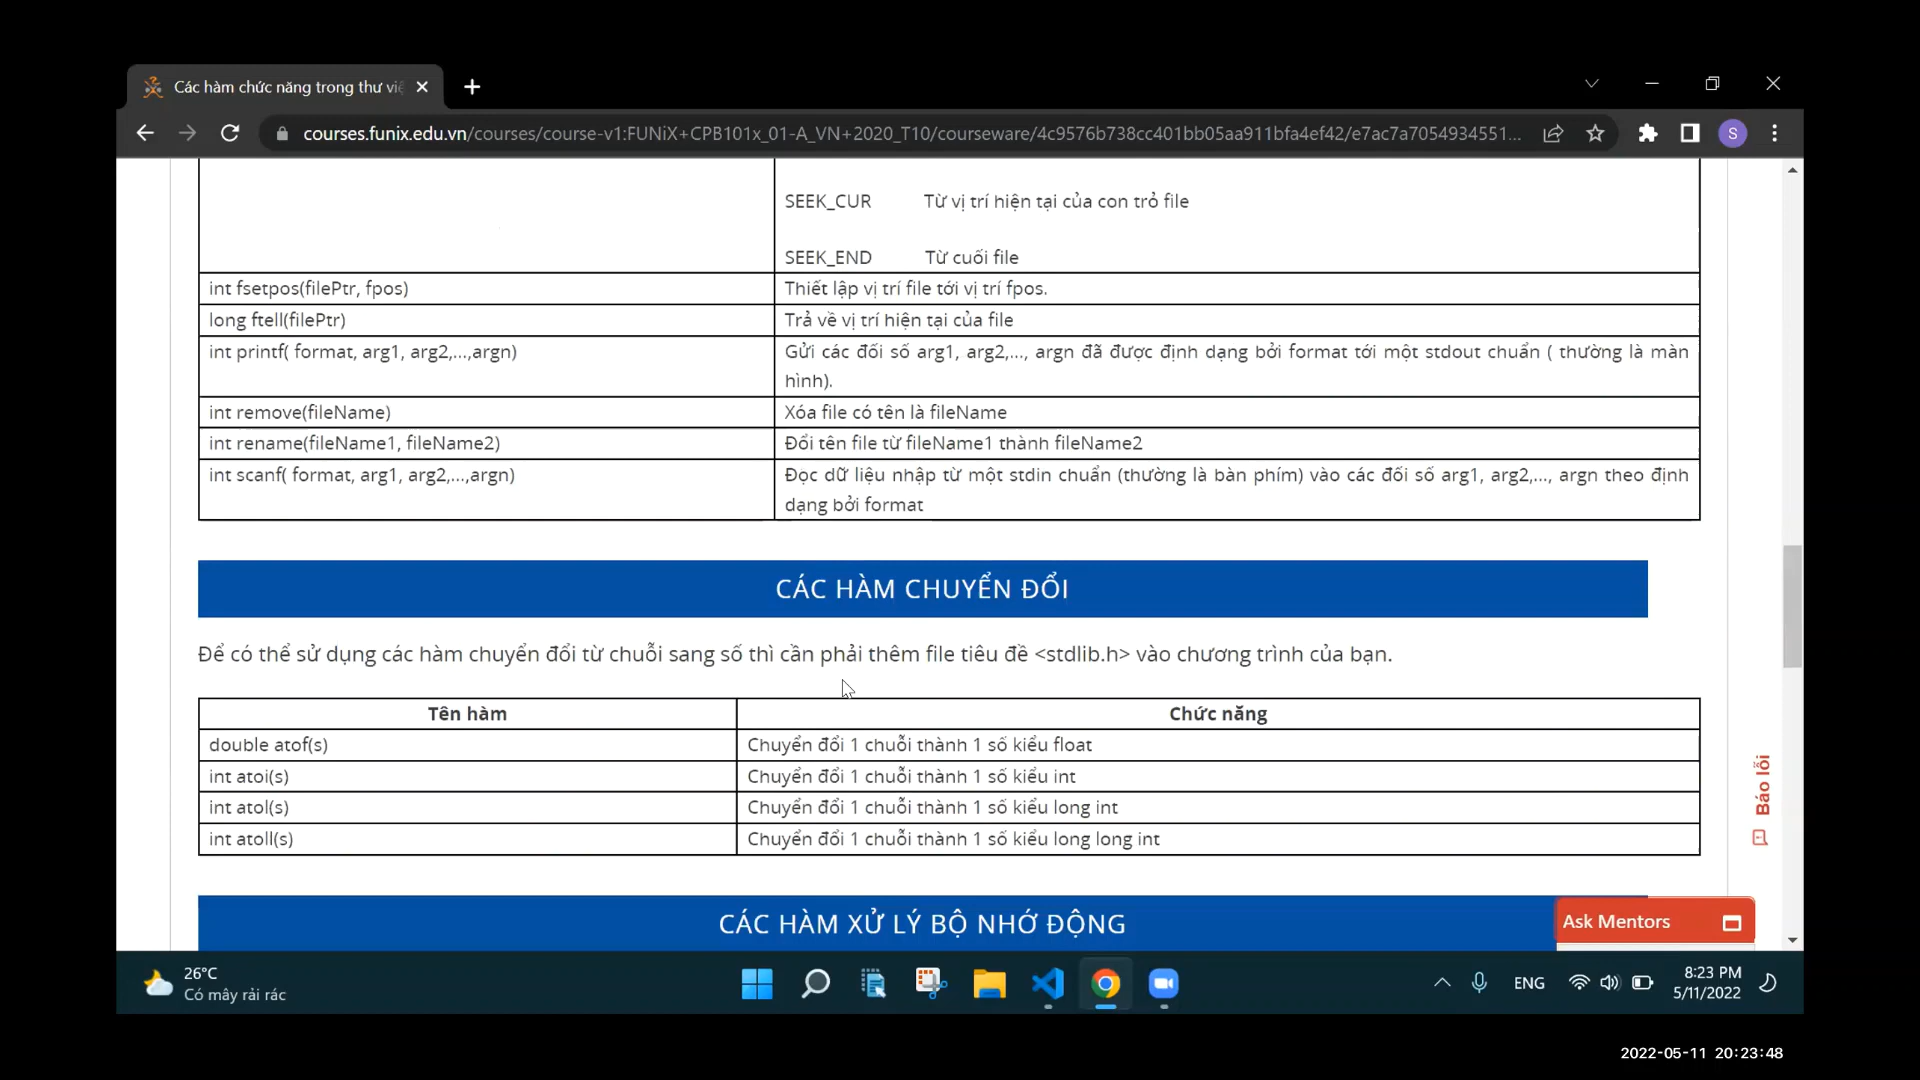 Các hàm chức năng trong thư việ
courses.funix.edu.vn/courses/course-v1:FUNiX+CPB101x_01-A_VN+2020_T10/courseware/4c9576b738cc401bb05aa911bfa4ef42/e7ac7a7054934551...
S
SEEK_CUR Từ vị trí hiện tại của con trỏ file
SEEK_END Từ cuối file
int fsetpos(filePtr, fpos) Thiết lập vị trí file tới vị trí fpos.
long ftell(filePtr) Trả về vị trí hiện tại của file
int printf( format, arg1, arg2,...,argn) Gửi các đối số arg1, arg2,..., argn đã được định dạng bởi format tới một stdout chuẩn ( thường là màn
hình).
int remove(fileName) Xóa file có tên là fileName
int rename(fileName1, fileName2) Đổi tên file từ fileName1 thành fileName2
int scanf( format, arg1, arg2,...,argn) Đọc dữ liệu nhập từ một stdin chuẩn (thường là bàn phím) vào các đối số arg1, arg2,..., argn theo định
dạng bởi format
CÁC HÀM CHUYỂN ĐỔI
Để có thể sử dụng các hàm chuyển đổi từ chuỗi sang số thì cần phải thêm file tiêu đề <stdlib.h> vào chương trình của bạn.
Tên hàm Chức năng
double atof(s) Chuyển đổi 1 chuỗi thành 1 số kiểu float
int atoi(s) Chuyển đổi 1 chuỗi thành 1 số kiểu int
int atol(s) Chuyển đổi 1 chuỗi thành 1 số kiểu long int
int atoll(s) Chuyển đổi 1 chuỗi thành 1 số kiểu long long int
Báo lỗi
CÁC HÀM XỬ LÝ BỘ NHỚ ĐỘNG
Ask Mentors
26°C
Có mây rải rác
ENG
8:23 PM
5/11/2022
2022-05-11 20:23:48